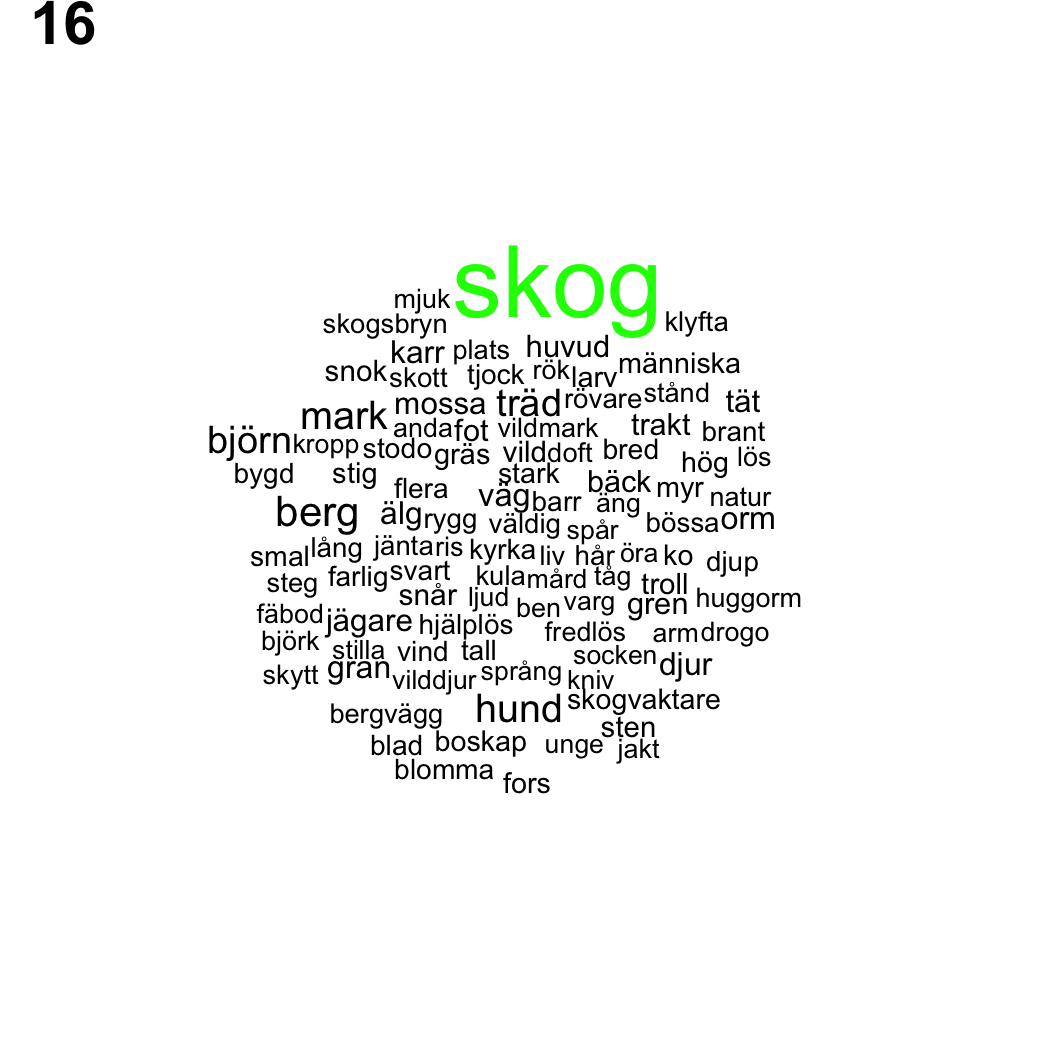 16
skog
mjuk
skogsbryn klyfta
karr plats huvud
snok skott tjock rök larv människa
mark mossa träd rövare stånd tät
björn kropp anda fot vildmark trakt brant
stodo gräs vild doft bred hög lös
bygd stig stark bäck myr natur
flera väg barr äng
berg älg rygg väldig spår bössa orm
smal lång jäntaris kyrka liv hår öra ko djup
steg farlig svart kula mård tåg troll
snår ljud ben varg gren huggorm
fäbod jägare hjälplös fredlös arm drogo
björk stilla vind tall socken djur
skytt gran vilddjur språng kniv
bergvägg hund skogvaktare
sten
blad boskap unge jakt
blomma fors